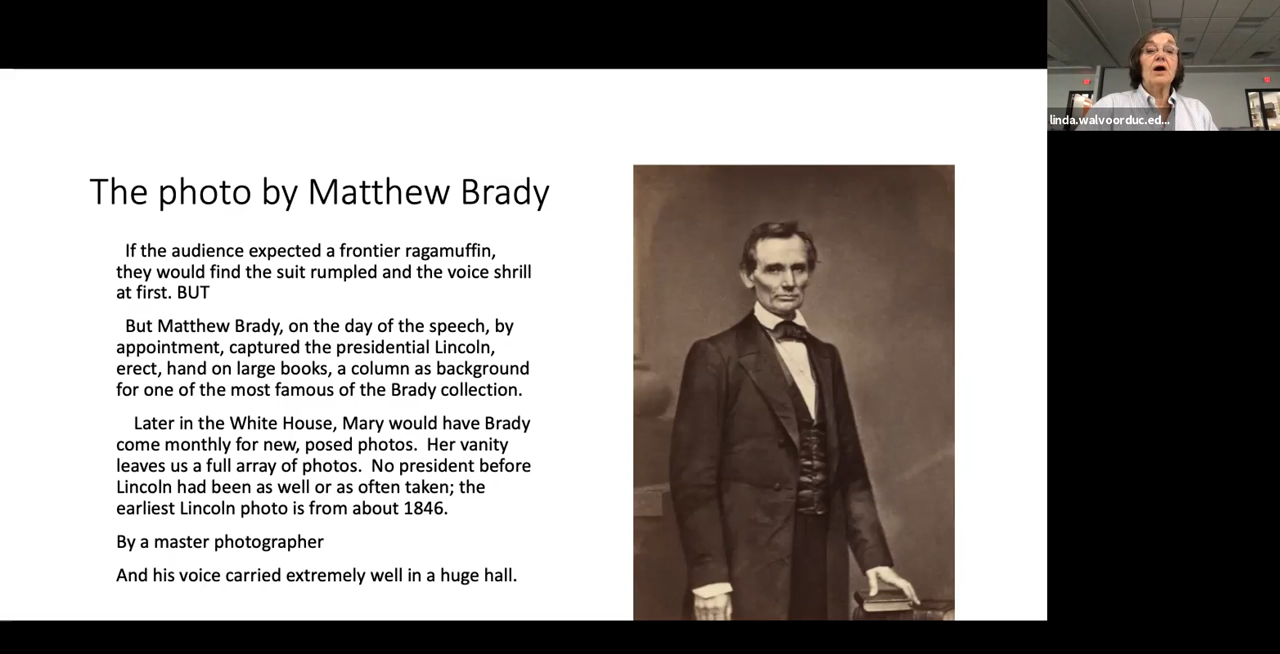 The photo by Matthew Brady
If the audience expected a frontier ragamuffin,
they would find the suit rumpled and the voice shrill
at first. BUT
But Matthew Brady, on the day of the speech, by
appointment, captured the presidential Lincoln,
erect, hand on large books, a column as background
for one of the most famous of the Brady collection.
Later in the White House, Mary would have Brady
come monthly for new, posed photos.  Her vanity
leaves us a full array of photos.  No president before
Lincoln had been as well or as often taken; the
earliest Lincoln photo is from about 1846.
By a master photographer
And his voice carried extremely well in a huge hall.
linda.walvoorduc.ed...